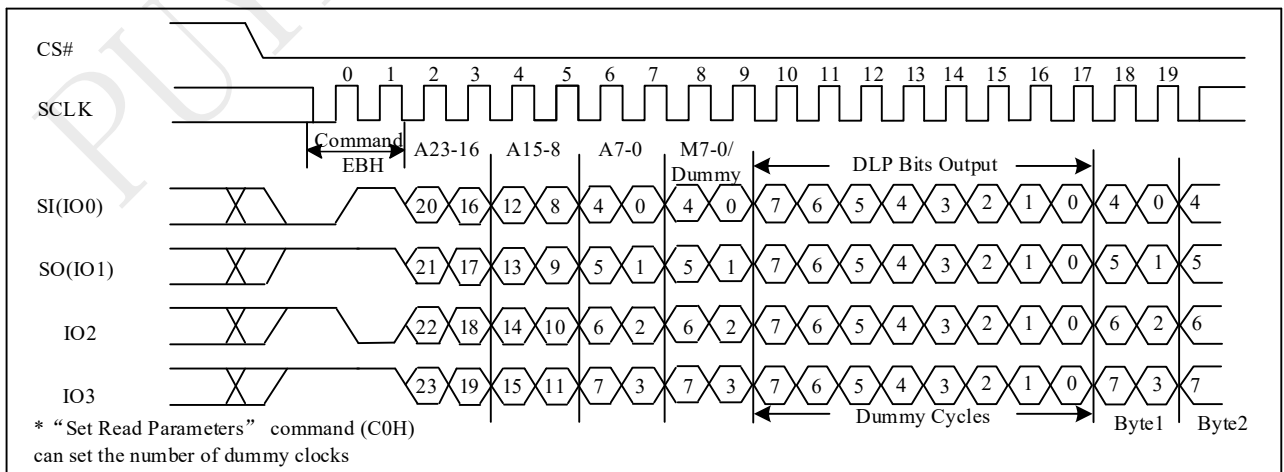 PUY
CS#
0 1 2 3 4 5 6 7 8 9 10 11 12 13 14 15 16 17 18 19
SCLK
Command
EBH
A23-16 A15-8 A7-0 M7-0/
Dummy
DLP Bits Output
SI(IO0) 20 16 12 8 4 0 4 0 7 6 5 4 3 2 1 0 4 0 4
SO(IO1) 21 17 13 9 5 1 5 1 7 6 5 4 3 2 1 0 5 1 5
IO2 22 18 14 10 6 2 6 2 7 6 5 4 3 2 1 0 6 2 6
IO3 23 19 15 11 7 3 7 3 7 6 5 4 3 2 1 0 7 3 7
Dummy Cycles Byte1 Byte2
* “Set Read Parameters” command (C0H)
can set the number of dummy clocks